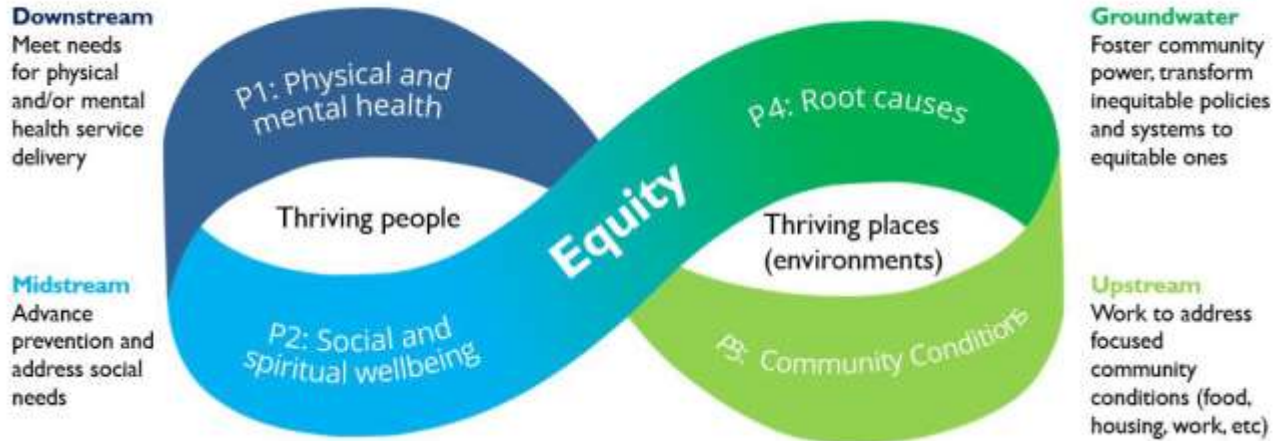 Downstream
Meet needs
for physical
and/or mental
health service
delivery
P1: Physical and
mental health
Thriving people
Midstream
Advance
prevention and
address social
needs
P2: Social and
spiritual wellbeing
Equity
P4: Root causes
Thriving places
(environments)
P3: Community Conditions
Groundwater
Foster community
power, transform
inequitable policies
and systems to
equitable ones
Upstream
Work to address
focused
community
conditions (food,
housing, work, etc)